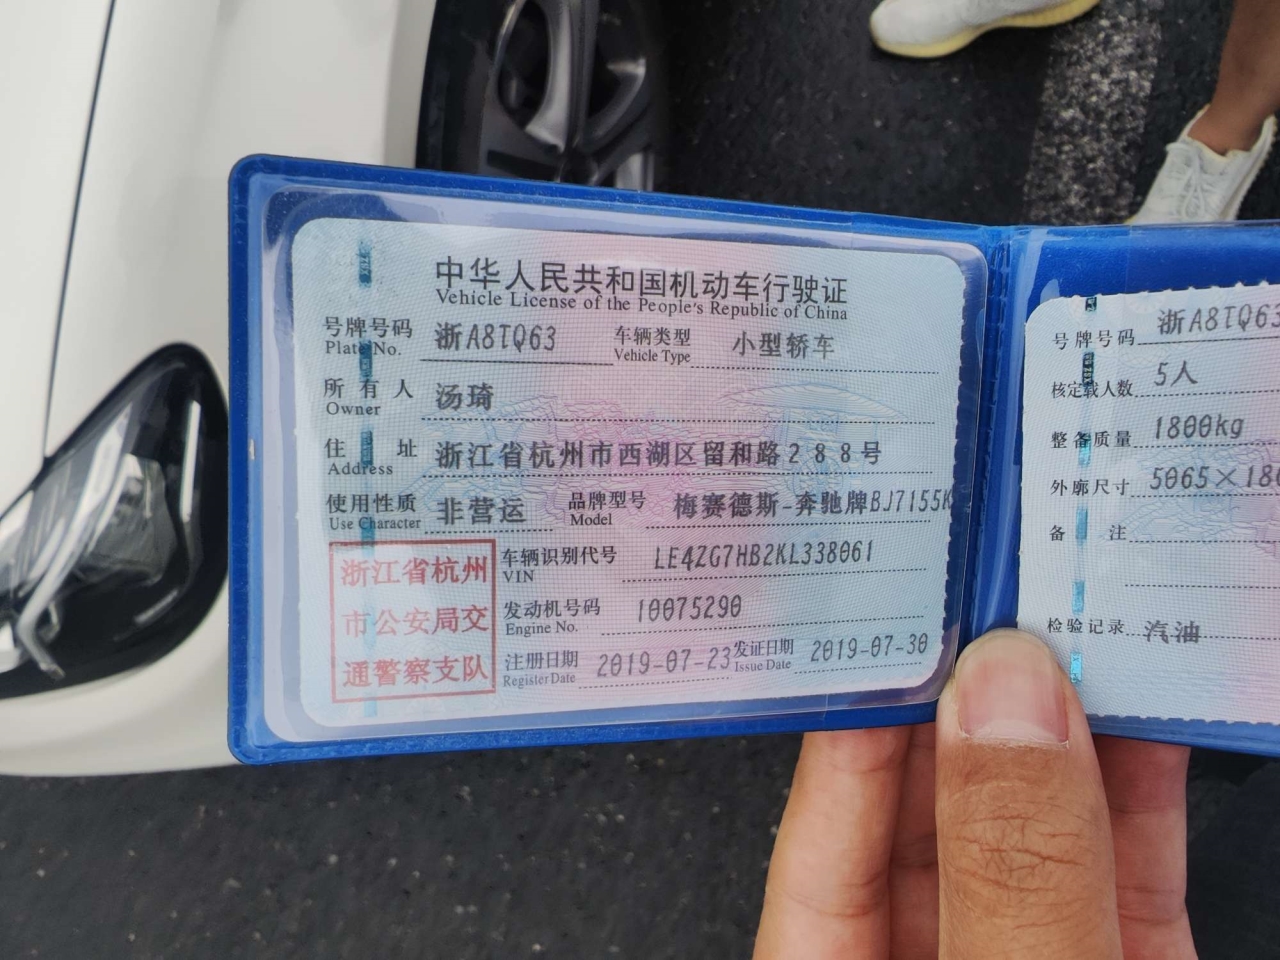 中华人民共和国机动车行驶证
Vehicle License of the People's Republic of China
号牌号码 浙A8TQ63 车辆类型 小型轿车
Plate No. Vehicle Type
所有人 汤琦
Owner
住址 浙江省杭州市西湖区留和路288号
Address
使用性质 非营运 品牌型号 梅赛德斯-奔驰牌BJ7155K
Use Character Model
浙江省杭州
市公安局交
通警察支队
车辆识别代号 LE4ZG7HB2KL338061
VIN
发动机号码 10075290
Engine No.
注册日期 2019-07-23 发证日期 2019-07-30
Register Date Issue Date
号牌号码 浙A8TQ63
核定载人数 5人
整备质量 1800kg
外廓尺寸 5065×186
备注
检验记录 汽油